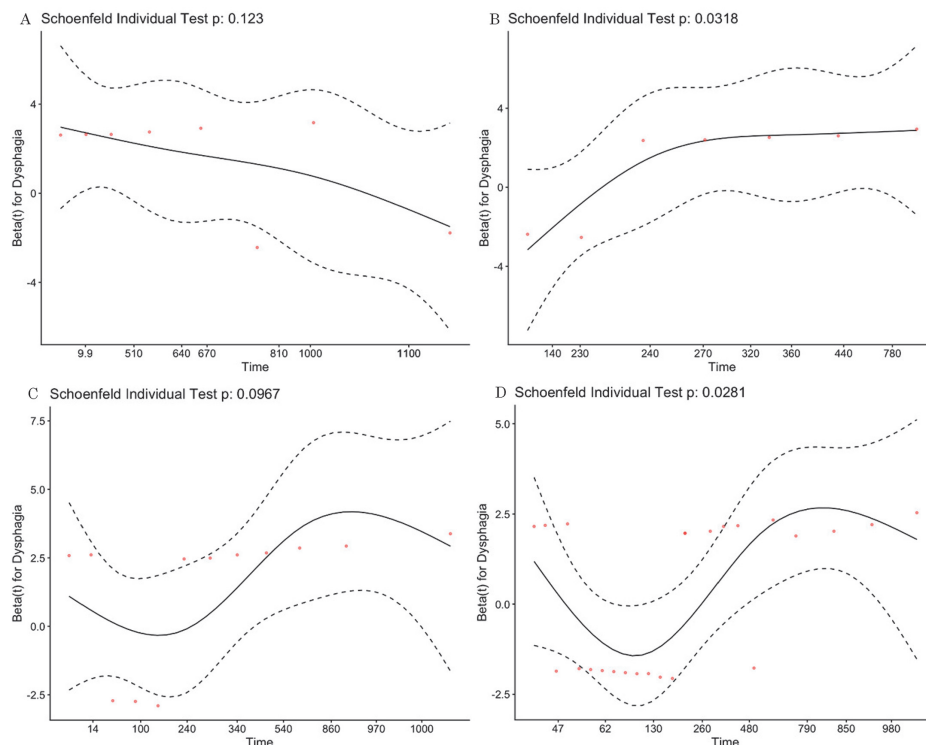 A Schoenfeld Individual Test p: 0.123
Beta(t) for Dysphagia
4
0
-4
9.9 510 640 670 810 1000 1100
Time
B Schoenfeld Individual Test p: 0.0318
Beta(t) for Dysphagia
4
0
-4
140 230 240 270 320 360 440 780
Time
C Schoenfeld Individual Test p: 0.0967
Beta(t) for Dysphagia
7.5
5.0
2.5
0.0
-2.5
14 100 240 340 540 860 970 1000
Time
D Schoenfeld Individual Test p: 0.0281
Beta(t) for Dysphagia
5.0
2.5
0.0
-2.5
47 62 130 260 480 790 850 980
Time